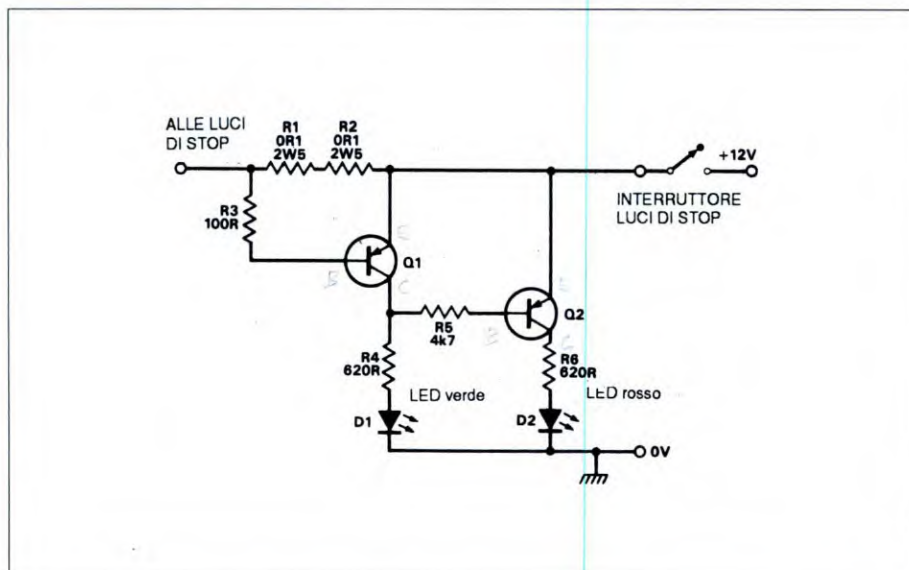 ALLE LUCI
DI STOP
R1
0R1
2W5
R2
0R1
2W5
+12V
INTERRUTTORE
LUCI DI STOP
R3
100R
E
Q1
B
C
E
Q2
R5
4k7
B
C
R4
620R
R6
620R
LED verde
LED rosso
D1
D2
0V